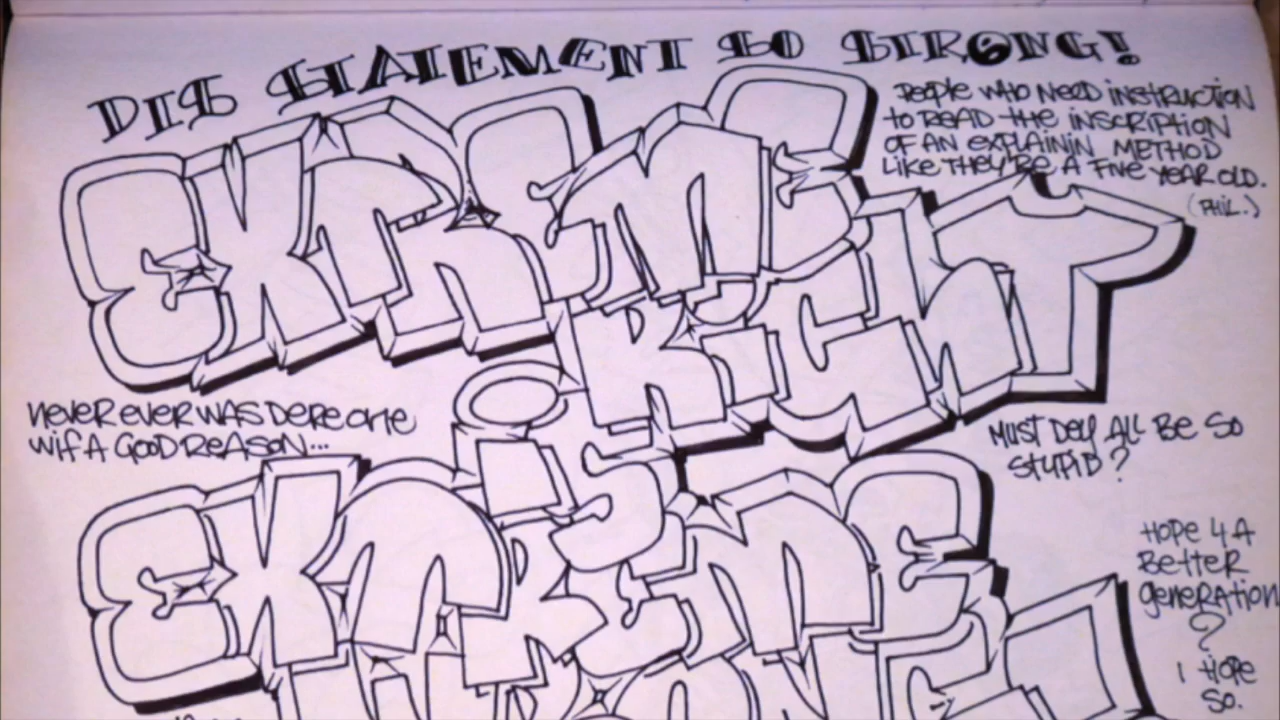 DIS STATEMENT SO STRONG!
PEOPLE WHO NEED INSTRUCTION
TO READ THE INSCRIPTION
OF AN EXPLAININ METHOD
LIKE THEY'RE A FIVE YEAR OLD.
(PHIL.)
EXTREME
RIGHT
NEVER EVER WAS DERE ONE
WIF A GOOD REASON...
IS
MUST DEY ALL BE SO
STUPID?
EXTREME
HOPE 4 A
BETTER
GENERATION
?
I HOPE
SO.
WRONG